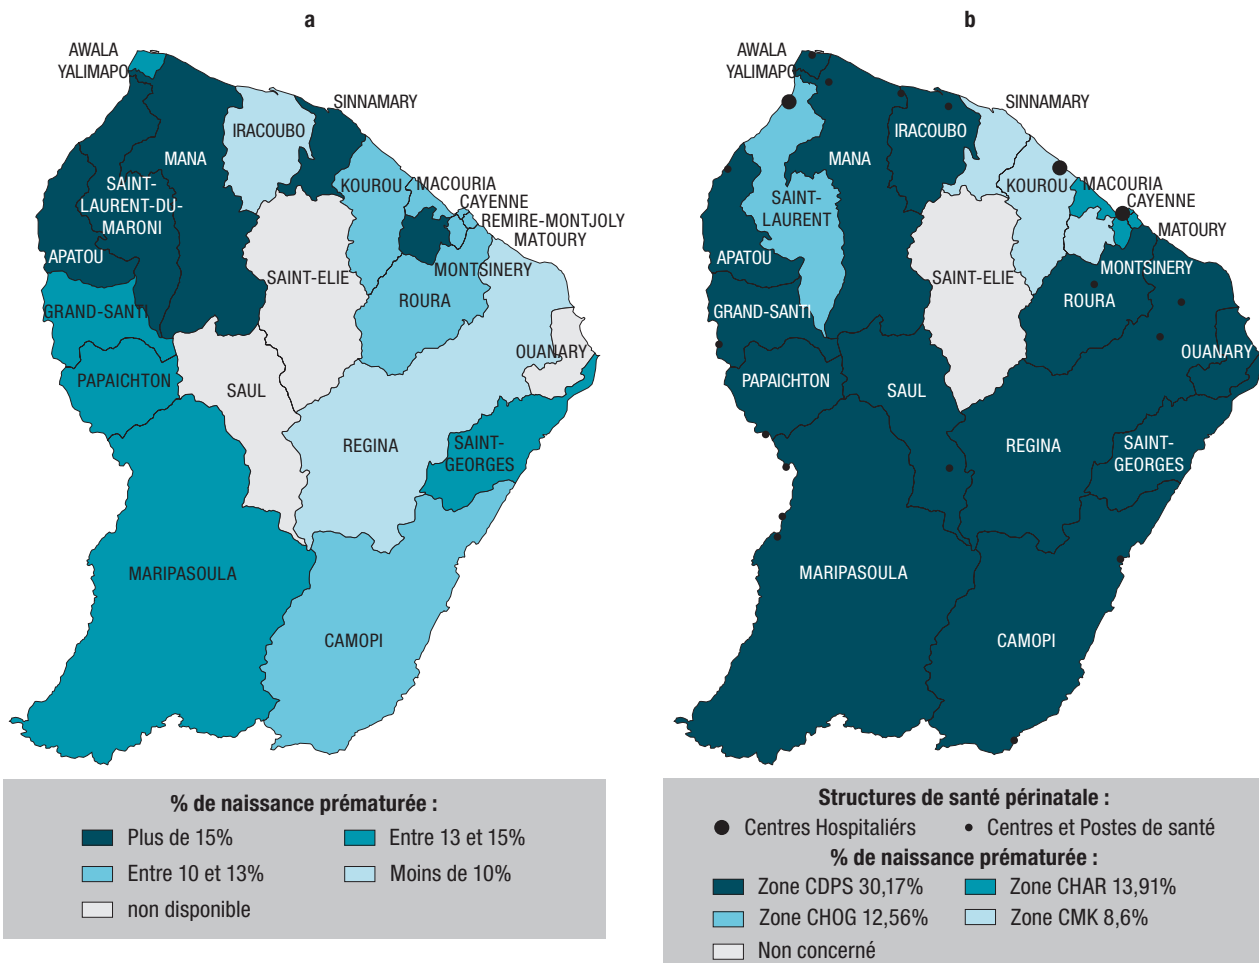 a
AWALA
YALIMAPO
SINNAMARY
IRACOUBO
MANA
KOUROU
MACOURIA
CAYENNE
REMIRE-MONTJOLY
MATOURY
SAINT-
LAURENT-DU-
MARONI
APATOU
SAINT-ELIE
MONTSINERY
ROURA
GRAND-SANTI
OUANARY
PAPAICHTON
SAUL
REGINA
SAINT-
GEORGES
MARIPASOULA
CAMOPI
% de naissance prématurée :
Plus de 15%
Entre 13 et 15%
Entre 10 et 13%
Moins de 10%
non disponible
b
AWALA
YALIMAPO
SINNAMARY
IRACOUBO
MANA
KOUROU
MACOURIA
CAYENNE
MATOURY
SAINT-
LAURENT
APATOU
SAINT-ELIE
MONTSINERY
ROURA
GRAND-SANTI
OUANARY
PAPAICHTON
SAUL
REGINA
SAINT-
GEORGES
MARIPASOULA
CAMOPI
Structures de santé périnatale :
Centres Hospitaliérs
Centres et Postes de santé
% de naissance prématurée :
Zone CDPS 30,17%
Zone CHAR 13,91%
Zone CHOG 12,56%
Zone CMK 8,6%
Non concerné